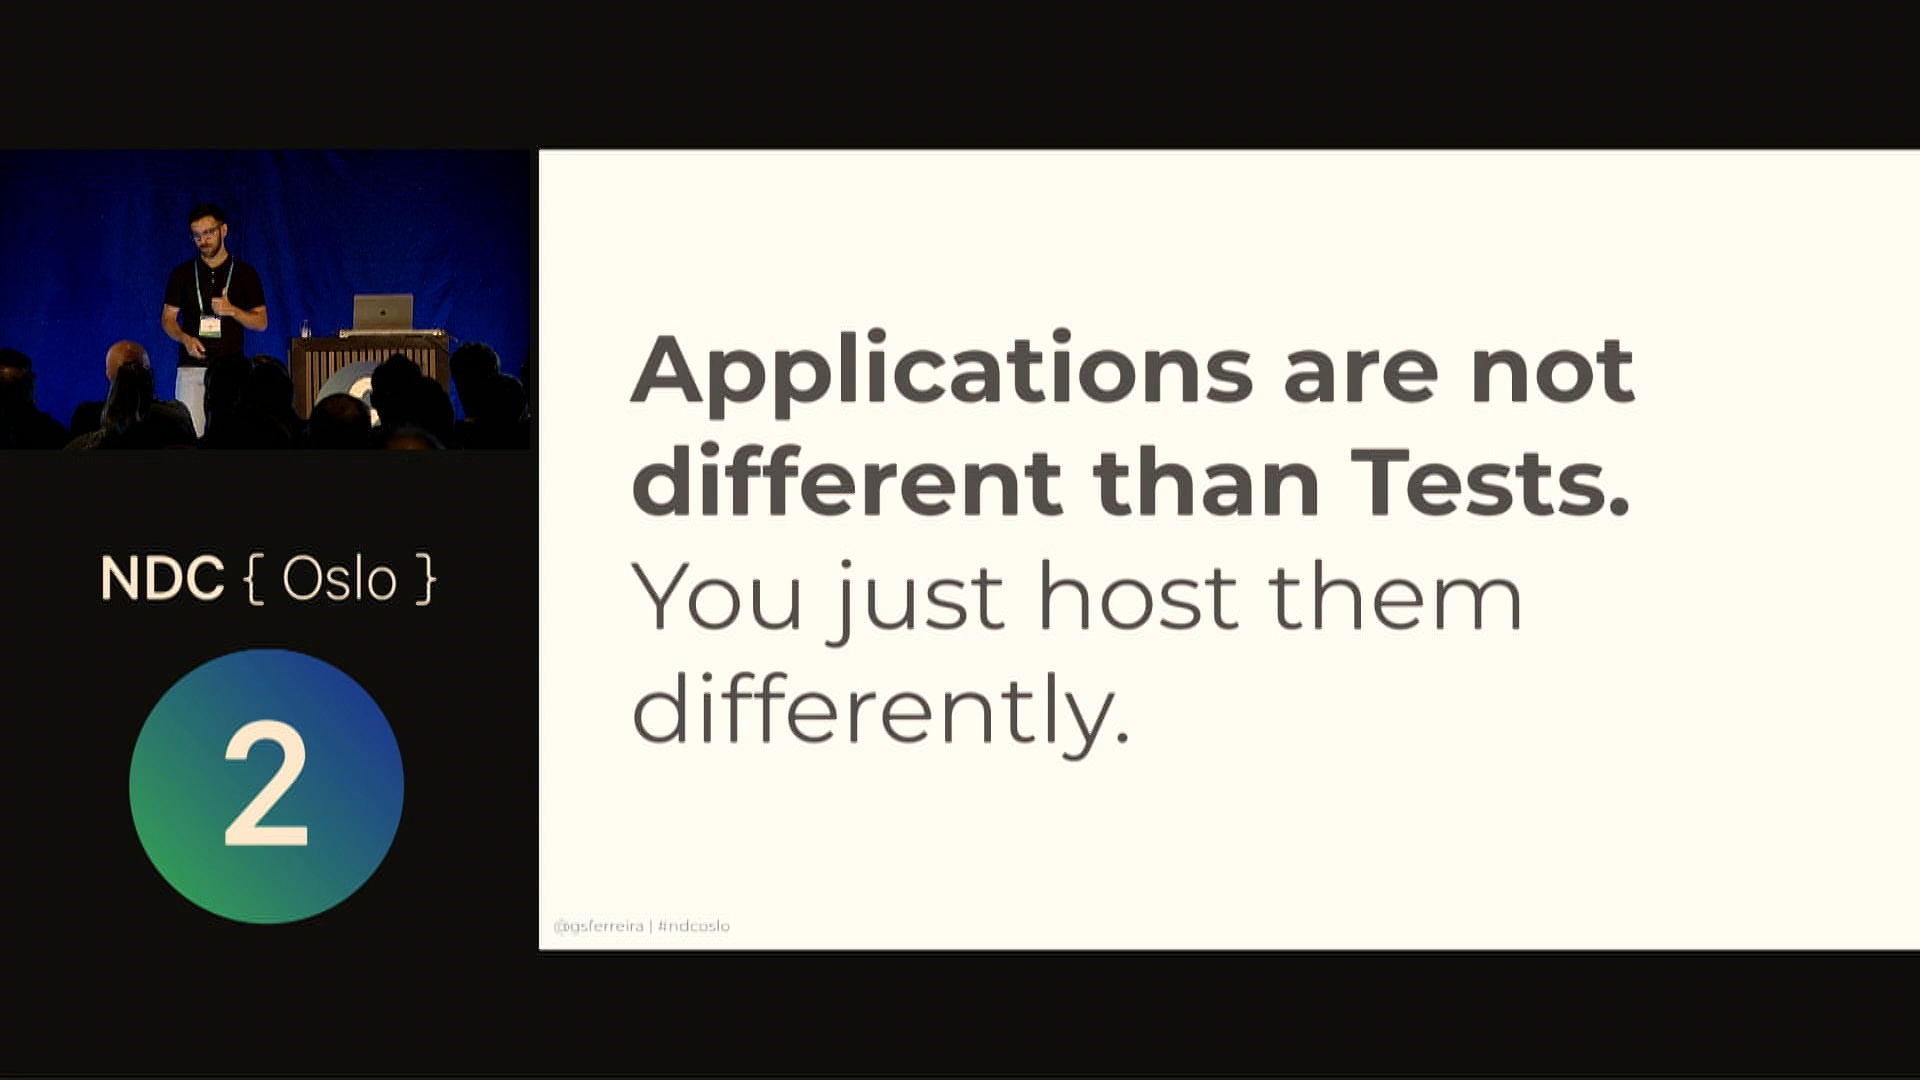 NDC { Oslo }
2
Applications are not
different than Tests.
You just host them
differently.
@gsferreira | #ndcoslo